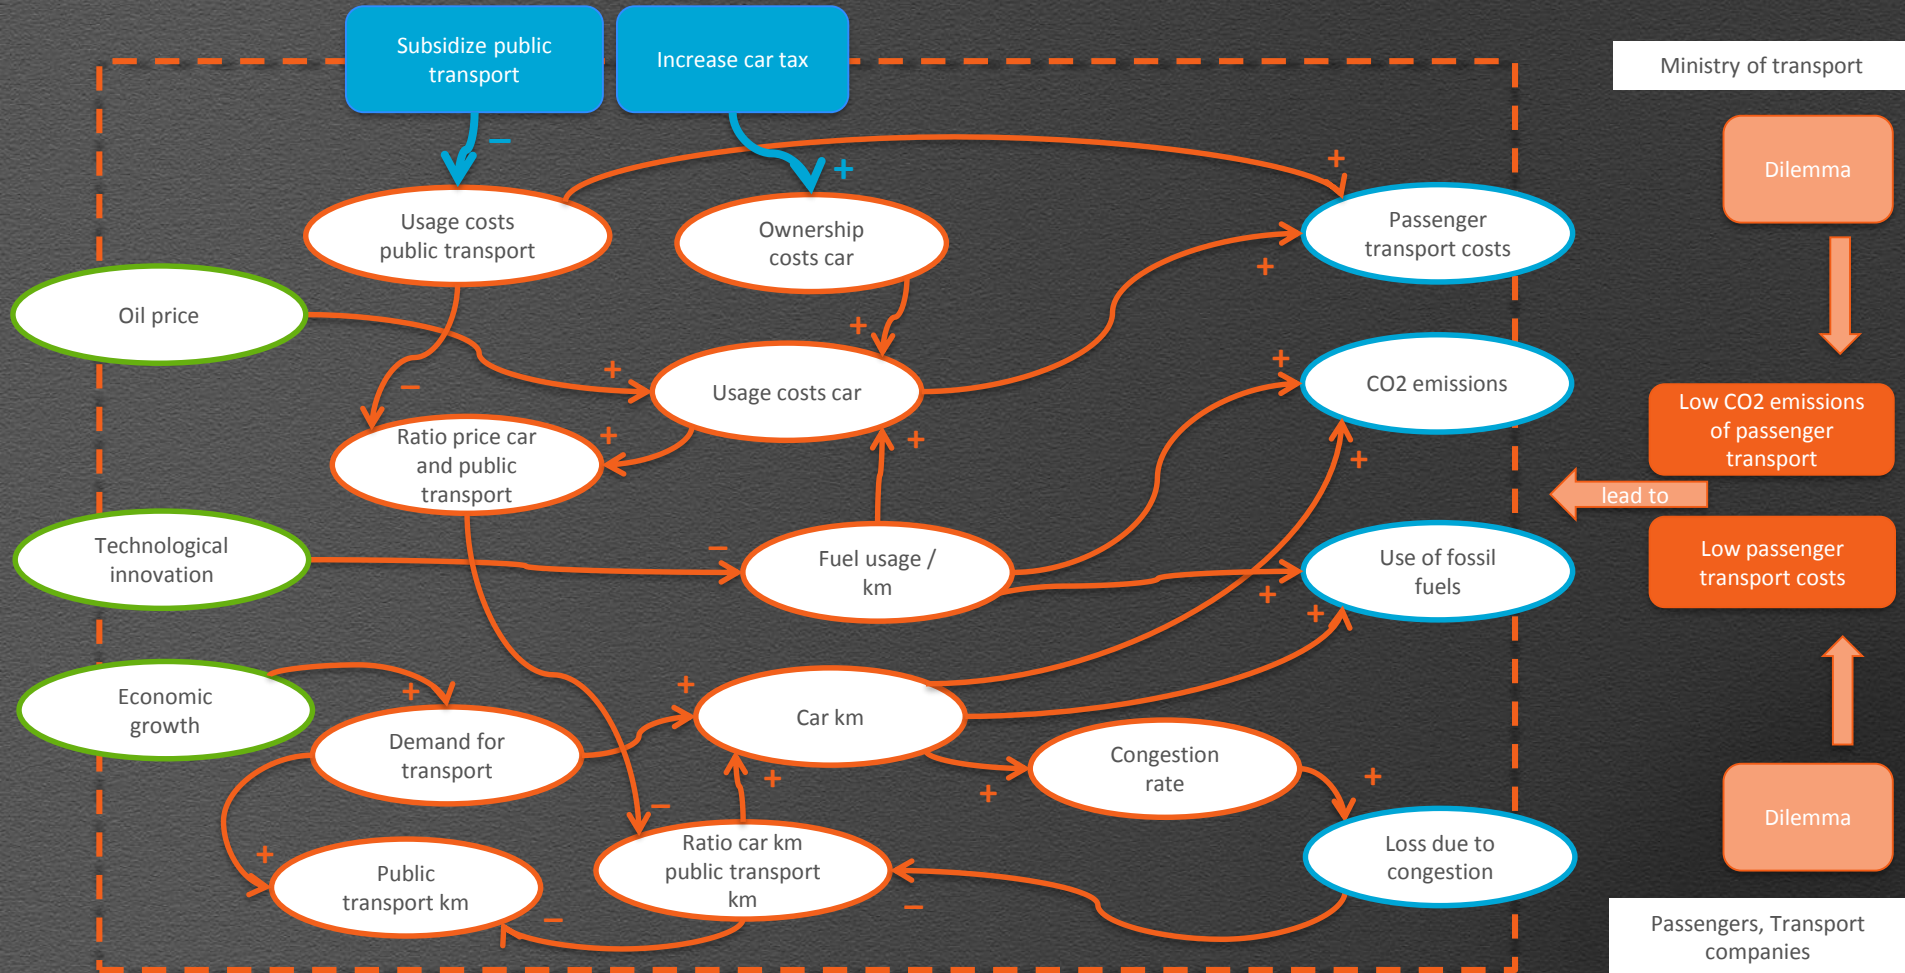 Subsidize public
transport
Increase car tax
Ministry of transport
–
+
+
Dilemma
Usage costs
public transport
Ownership
costs car
Passenger
transport costs
+
Oil price
+
+
+
Usage costs car
CO2 emissions
–
Low CO2 emissions
of passenger
transport
Ratio price car
and public
transport
+
+
+
lead to
Technological
innovation
–
Fuel usage /
km
Use of fossil
fuels
Low passenger
transport costs
+
+
Economic
growth
+
+
Car km
Demand for
transport
Congestion
rate
+
+
+
–
Dilemma
Ratio car km
public transport
km
Loss due to
congestion
+
Public
transport km
–
–
Passengers, Transport
companies